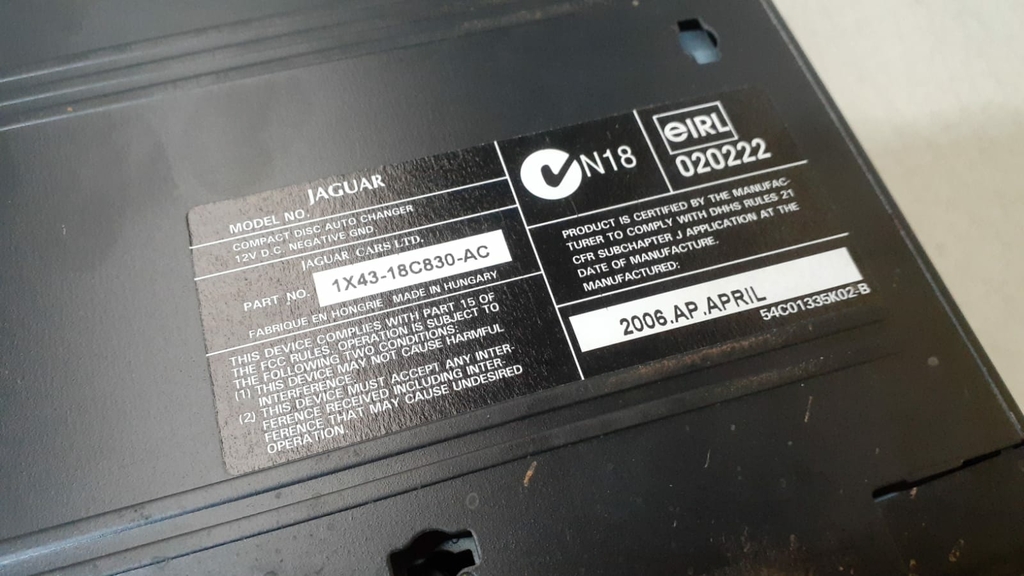 JAGUAR
MODEL NO.
COMPACT DISC AUTO CHANGER
12V D.C NEGATIVE GND
JAGUAR CARS LTD.
PART NO. 1X43-18C830-AC
FABRIQUE EN HONGRIE MADE IN HUNGARY
THIS DEVICE COMPLIES WITH PART 15 OF
THE FCC RULES. OPERATION IS SUBJECT TO
THE FOLLOWING TWO CONDITIONS:
(1) THIS DEVICE MAY NOT CAUSE HARMFUL
INTERFERENCE, AND
(2) THIS DEVICE MUST ACCEPT ANY INTER-
FERENCE RECEIVED INCLUDING INTER-
FERENCE THAT MAY CAUSE UNDESIRED
OPERATION.
N18
eIRL
020222
PRODUCT IS CERTIFIED BY THE MANUFAC-
TURER TO COMPLY WITH DHHS RULES 21
CFR SUBCHAPTER J APPLICATION AT THE
DATE OF MANUFACTURE.
MANUFACTURED:
2006.AP.APRIL
54C01335K02-B